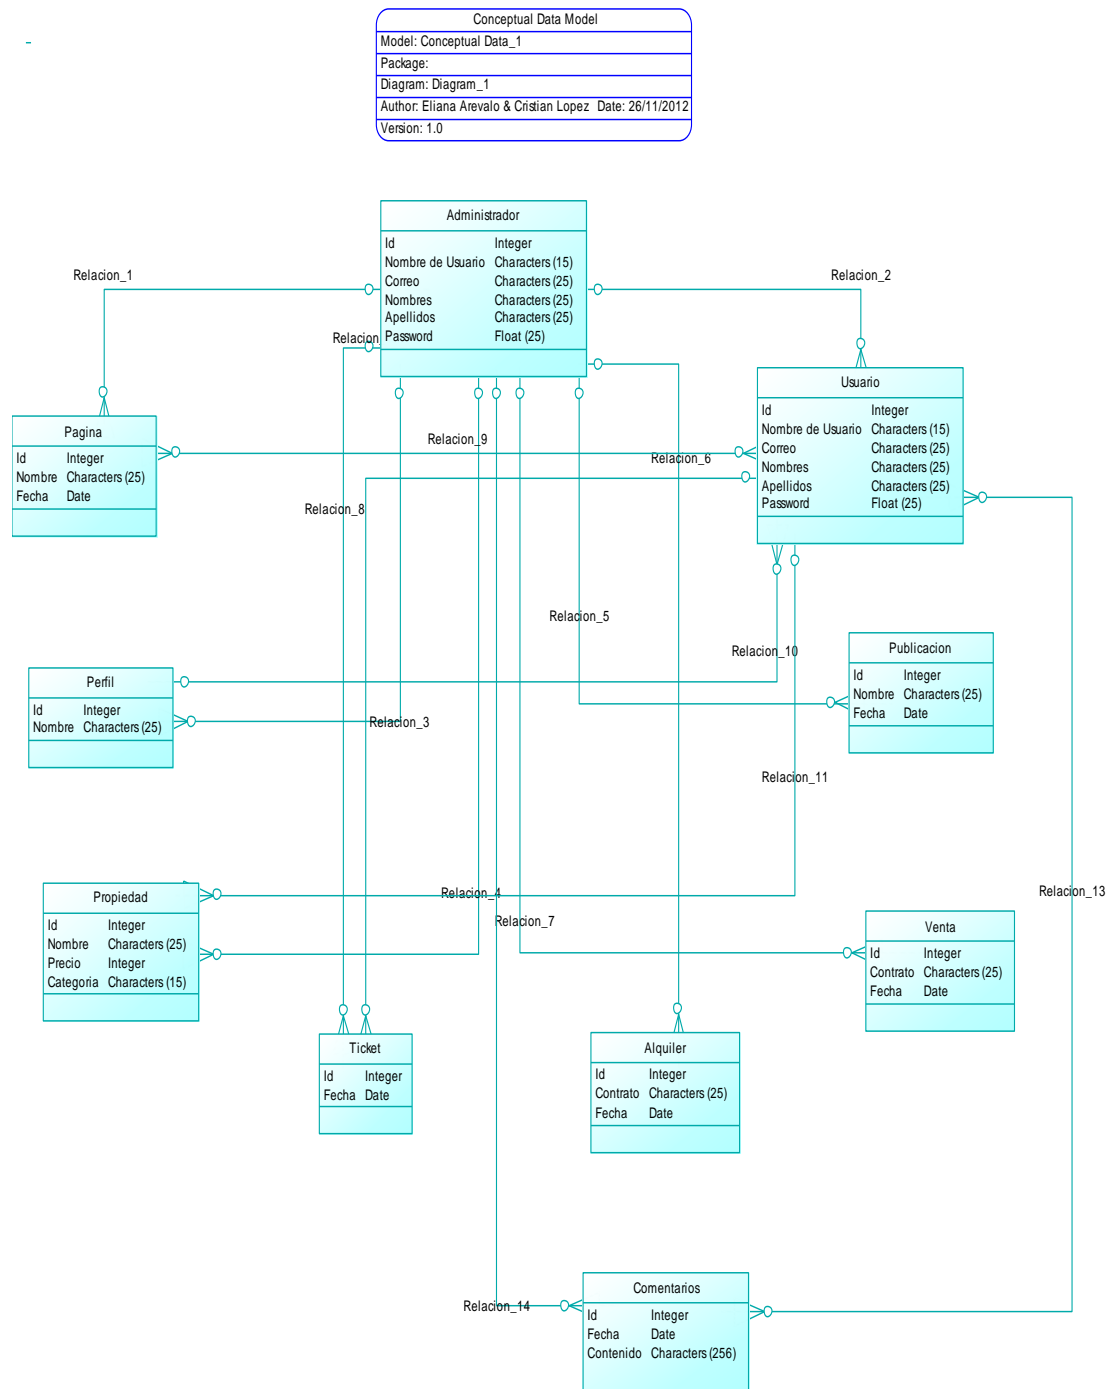 Conceptual Data Model
Model: Conceptual Data_1
Package:
Diagram: Diagram_1
Author: Eliana Arevalo & Cristian Lopez Date: 26/11/2012
Version: 1.0
Administrador
Id Integer
Nombre de Usuario Characters (15)
Correo Characters (25)
Nombres Characters (25)
Apellidos Characters (25)
Password Float (25)
Relacion_1
Relacion_2
Relacion_
Usuario
Id Integer
Nombre de Usuario Characters (15)
Correo Characters (25)
Nombres Characters (25)
Apellidos Characters (25)
Password Float (25)
Pagina
Id Integer
Nombre Characters (25)
Fecha Date
Relacion_9
Relacion_6
Relacion_8
Relacion_5
Relacion_10
Publicacion
Id Integer
Nombre Characters (25)
Fecha Date
Perfil
Id Integer
Nombre Characters (25)
Relacion_3
Relacion_11
Propiedad
Id Integer
Nombre Characters (25)
Precio Integer
Categoria Characters (15)
Relacion_4
Relacion_13
Relacion_7
Venta
Id Integer
Contrato Characters (25)
Fecha Date
Ticket
Id Integer
Fecha Date
Alquiler
Id Integer
Contrato Characters (25)
Fecha Date
Comentarios
Id Integer
Fecha Date
Contenido Characters (256)
Relacion_14